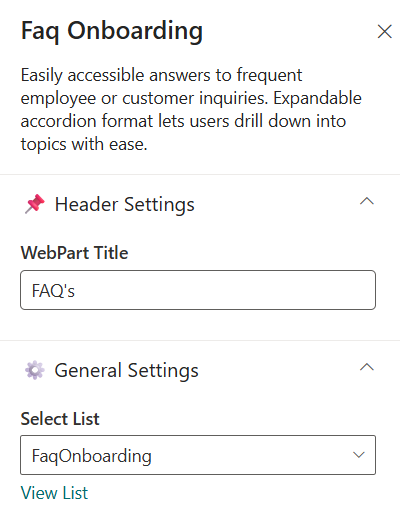 Faq Onboarding
Easily accessible answers to frequent
employee or customer inquiries. Expandable
accordion format lets users drill down into
topics with ease.
Header Settings
WebPart Title
FAQ's
General Settings
Select List
FaqOnboarding
View List